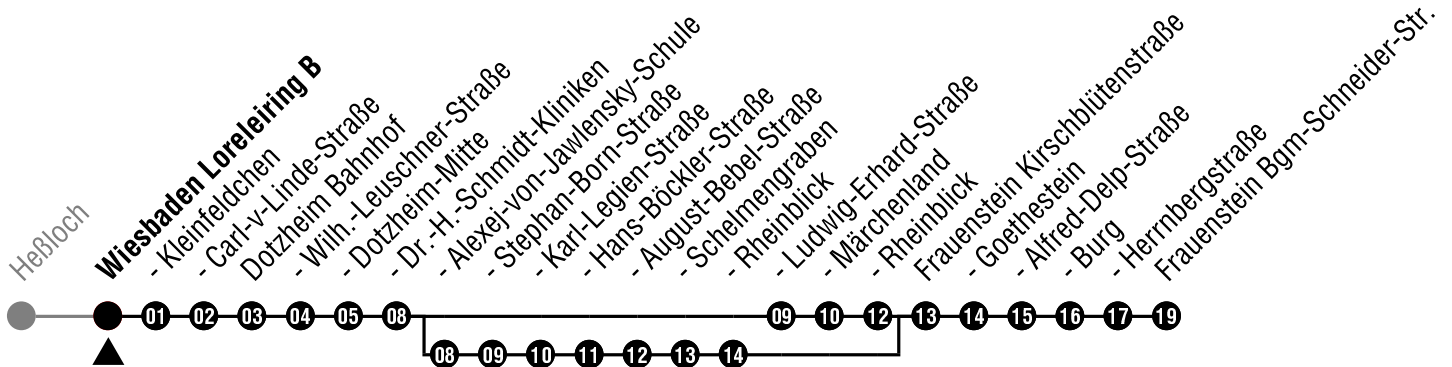 Heßloch
Wiesbaden Loreleiring B
- Kleinfeldchen
- Carl-v-Linde-Straße
Dotzheim Bahnhof
- Wilh.-Leuschner-Straße
- Dotzheim-Mitte
- Dr.-H.-Schmidt-Kliniken
- Alexej-von-Jawlensky-Schule
- Stephan-Born-Straße
- Karl-Legien-Straße
- Hans-Böckler-Straße
- August-Bebel-Straße
- Schelmengraben
- Rheinblick
- Ludwig-Erhard-Straße
- Märchenland
- Rheinblick
Frauenstein Kirschblütenstraße
- Goethestein
- Alfred-Delp-Straße
- Burg
- Herrnbergstraße
Frauenstein Bgm-Schneider-Str.
01 02 03 04 05 08 09 10 12 13 14 15 16 17 19
08 09 10 11 12 13 14